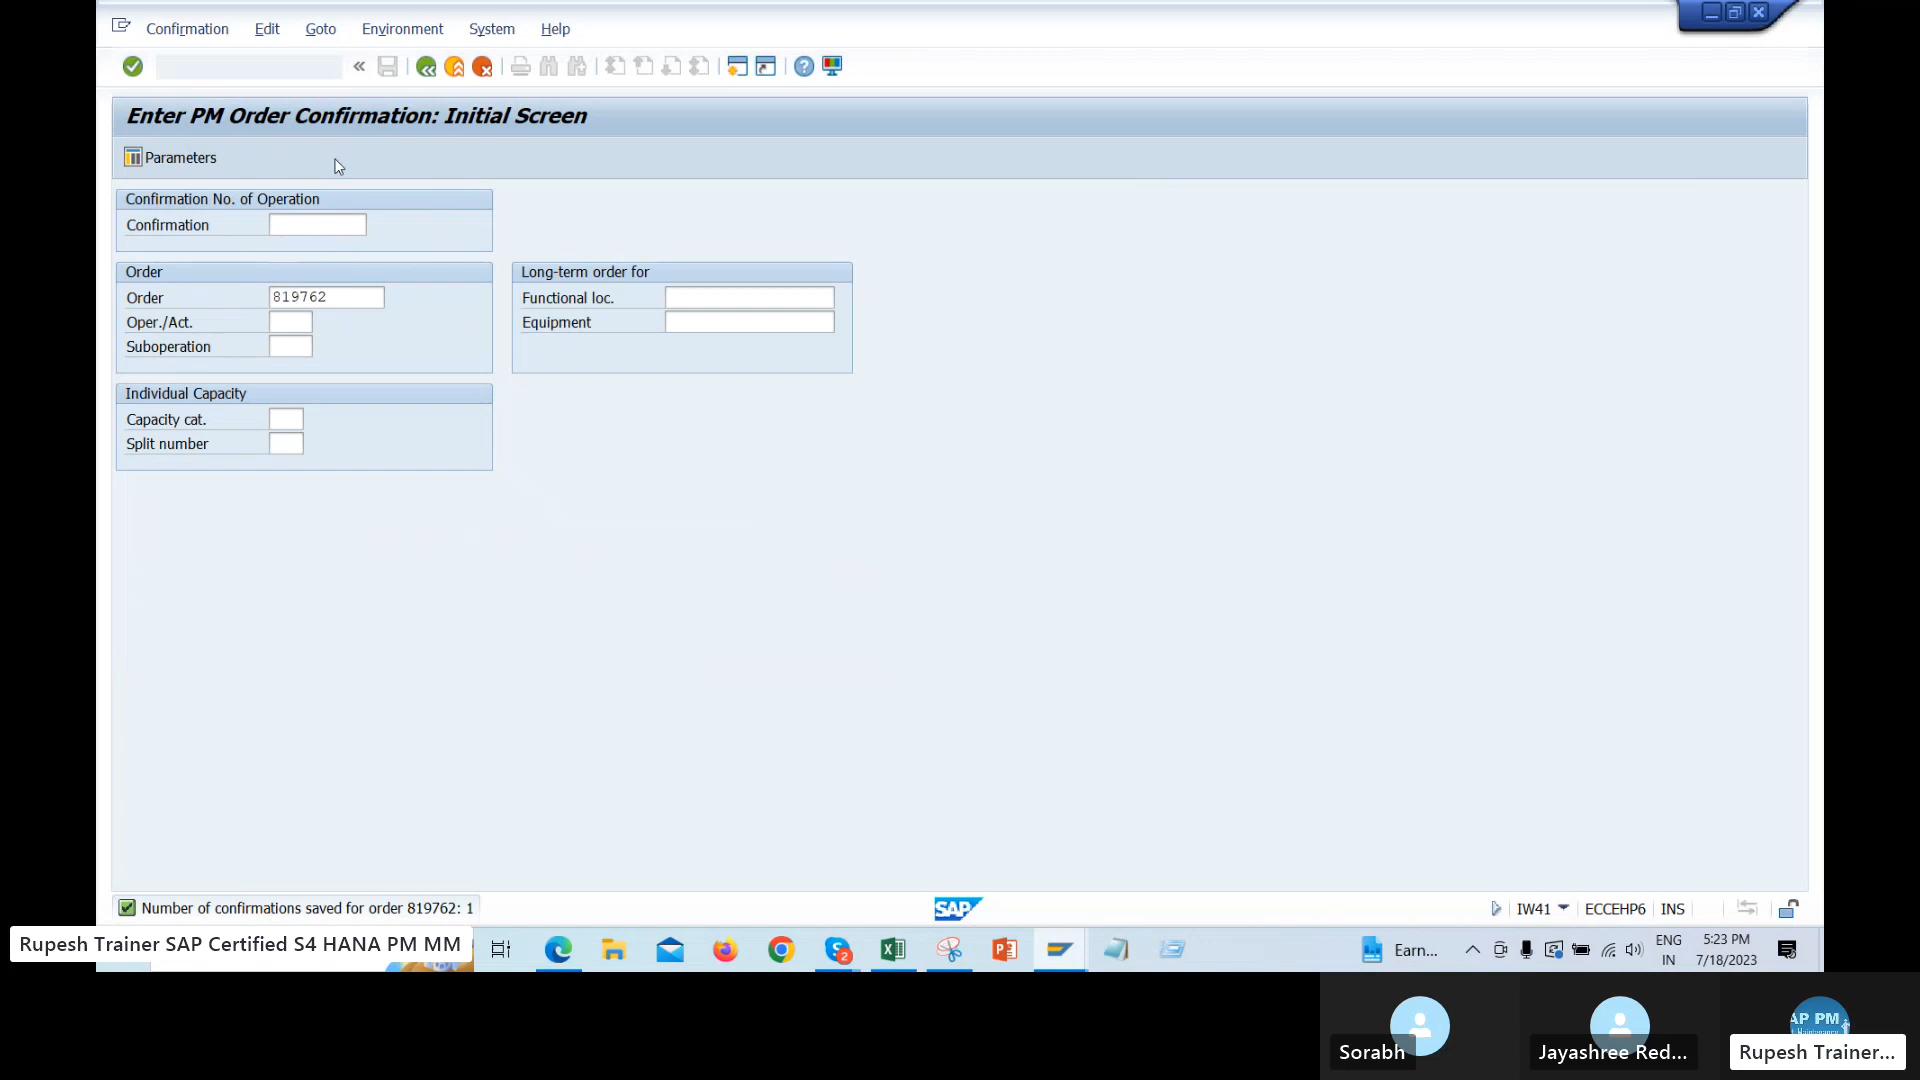 Confirmation Edit Goto Environment System Help
Enter PM Order Confirmation: Initial Screen
Parameters
Confirmation No. of Operation
Confirmation
Order
Order 819762
Oper./Act.
Suboperation
Long-term order for
Functional loc.
Equipment
Individual Capacity
Capacity cat.
Split number
Number of confirmations saved for order 819762: 1
SAP
IW41 ECCEHP6 INS
Rupesh Trainer SAP Certified S4 HANA PM MM
2
Earn...
ENG
IN
5:23 PM
7/18/2023
AP PM
Sorabh
Jayashree Red...
Rupesh Trainer...